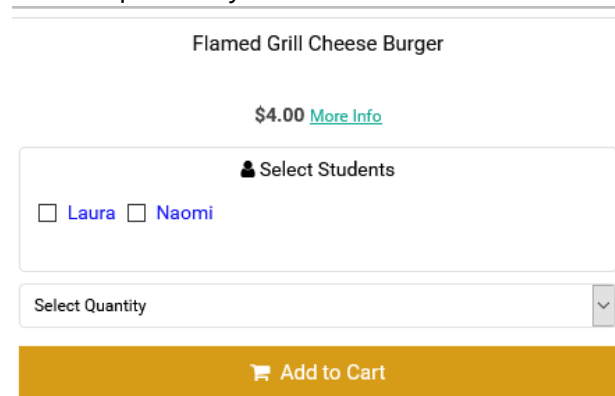 Flamed Grill Cheese Burger
$4.00 More Info
Select Students
Laura Naomi
Select Quantity
Add to Cart